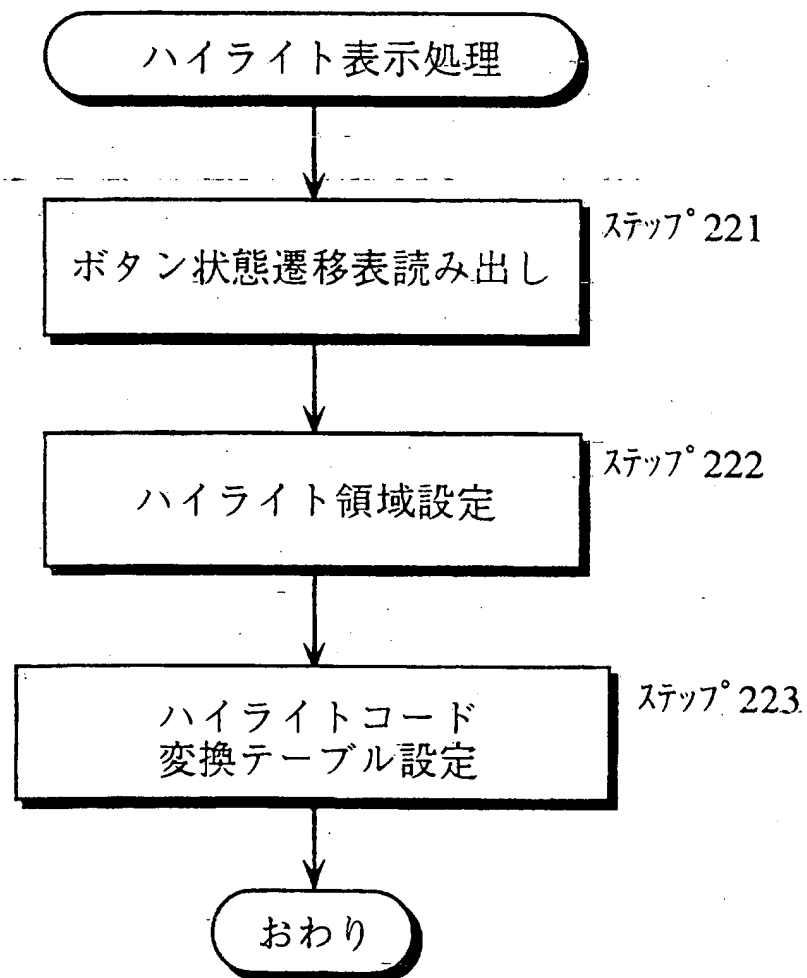 ハイライト表示処理
ステップ221
ボタン状態遷移表読み出し
ステップ222
ハイライト領域設定
ステップ223
ハイライトコード
変換テーブル設定
おわり